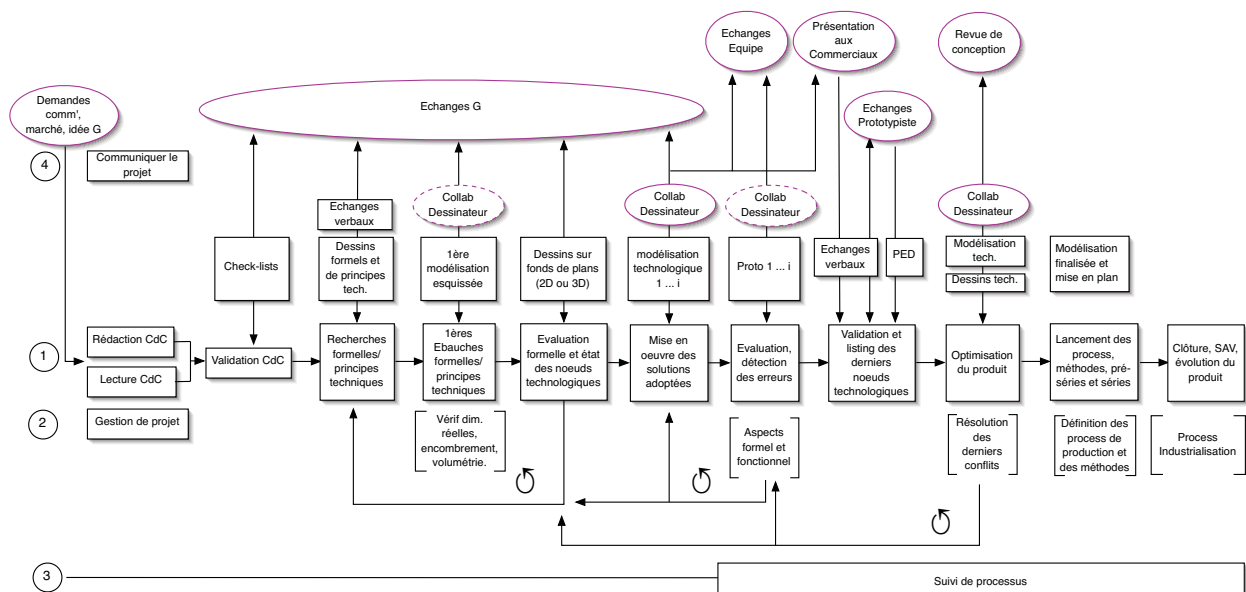 Echanges
Equipe
Présentation
aux
Commerciaux
Revue de
conception
Demandes
comm',
marché, idée G
Echanges G
Echanges
Prototypiste
4
Communiquer le
projet
Collab
Dessinateur
Collab
Dessinateur
Collab
Dessinateur
Collab
Dessinateur
Echanges
verbaux
Check-lists
Dessins
formels et
de principes
tech.
1ère
modélisation
esquissée
Dessins sur
fonds de plans
(2D ou 3D)
modélisation
technologique
1 ... i
Proto 1 ... i
Echanges
verbaux
PED
Modélisation
tech.
Dessins tech.
Modélisation
finalisée et
mise en plan
1
Rédaction CdC
Lecture CdC
Validation CdC
Recherches
formelles/
principes
techniques
1ères
Ebauches
formelles/
principes
techniques
Evaluation
formelle et état
des noeuds
technologiques
Mise en
oeuvre des
solutions
adoptées
Evaluation,
détection
des erreurs
Validation et
listing des
derniers
noeuds
technologiques
Optimisation
du produit
Lancement des
process,
méthodes, pré-
séries et séries
Clôture, SAV,
évolution du
produit
2
Gestion de projet
Vérif dim.
réelles,
encombrement,
volumétrie.
Aspects
formel et
fonctionnel
Résolution
des
derniers
conflits
Définition des
process de
production et
des méthodes
Process
Industrialisation
3
Suivi de processus